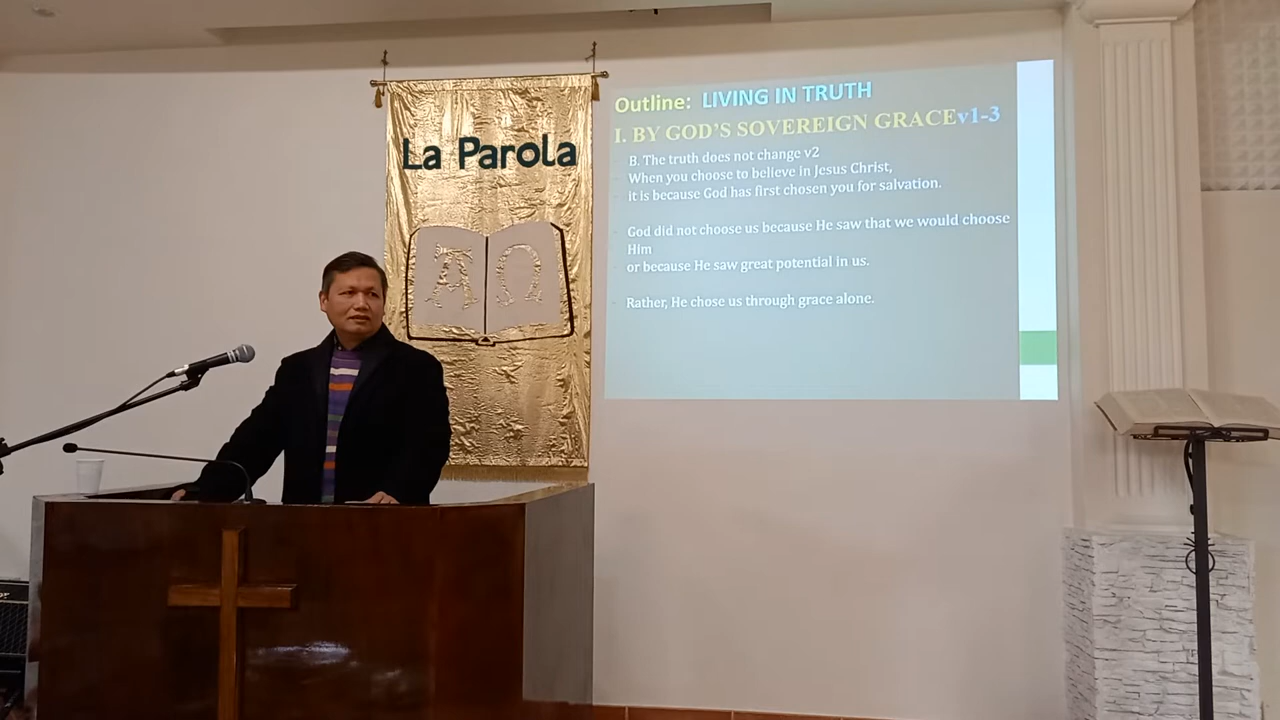 La Parola
Α Ω
Outline: LIVING IN TRUTH
I. BY GOD'S SOVEREIGN GRACEv1-3
B. The truth does not change v2
When you choose to believe in Jesus Christ,
it is because God has first chosen you for salvation.
God did not choose us because He saw that we would choose
Him
or because He saw great potential in us.
Rather, He chose us through grace alone.